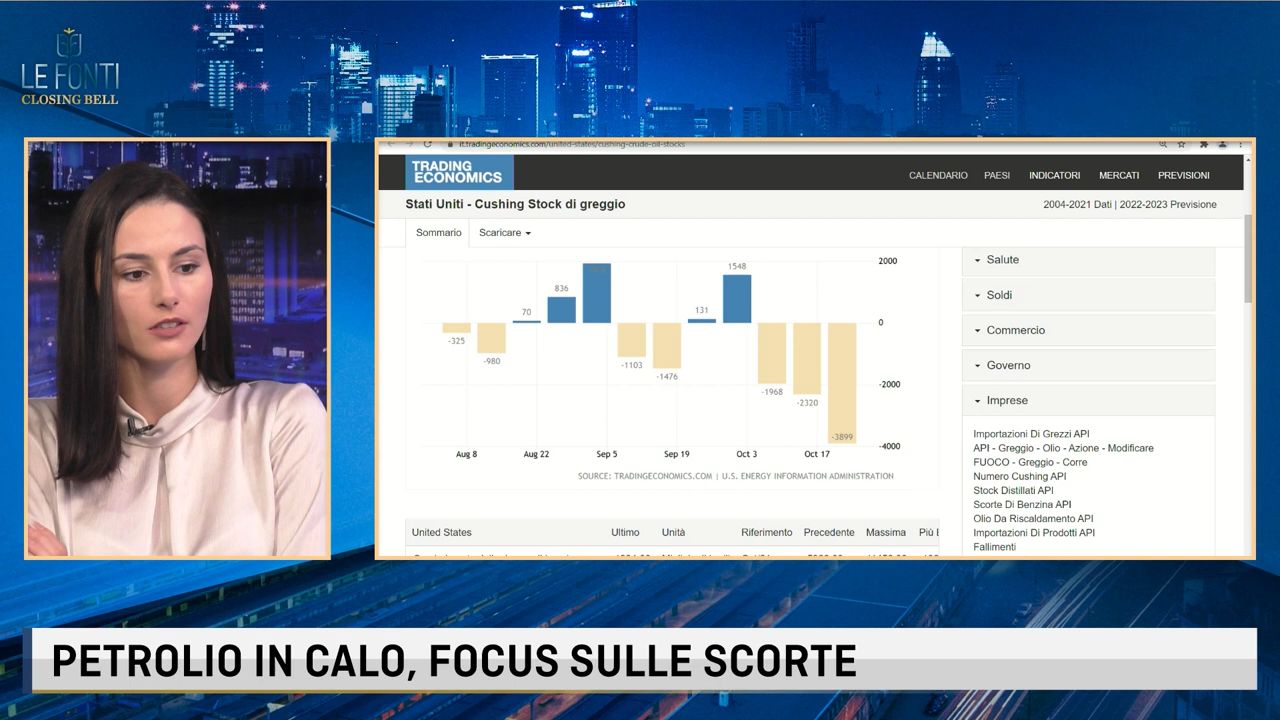 LE FONTI
CLOSING BELL
it.tradingeconomics.com/united-states/cushing-crude-oil-stocks
TRADING
ECONOMICS
CALENDARIO PAESI INDICATORI MERCATI PREVISIONI
Stati Uniti - Cushing Stock di greggio
2004-2021 Dati | 2022-2023 Previsione
Sommario Scaricare
2000
0
-2000
-4000
-325
-980
70
836
-1103
-1476
131
1548
-1968
-2320
-3899
Aug 8 Aug 22 Sep 5 Sep 19 Oct 3 Oct 17
SOURCE: TRADINGECONOMICS.COM | U.S. ENERGY INFORMATION ADMINISTRATION
United States Ultimo Unità Riferimento Precedente Massima Più
Salute
Soldi
Commercio
Governo
Imprese
Importazioni Di Grezzi API
API - Greggio - Olio - Azione - Modificare
FUOCO - Greggio - Corre
Numero Cushing API
Stock Distillati API
Scorte Di Benzina API
Olio Da Riscaldamento API
Importazioni Di Prodotti API
Fallimenti
PETROLIO IN CALO, FOCUS SULLE SCORTE